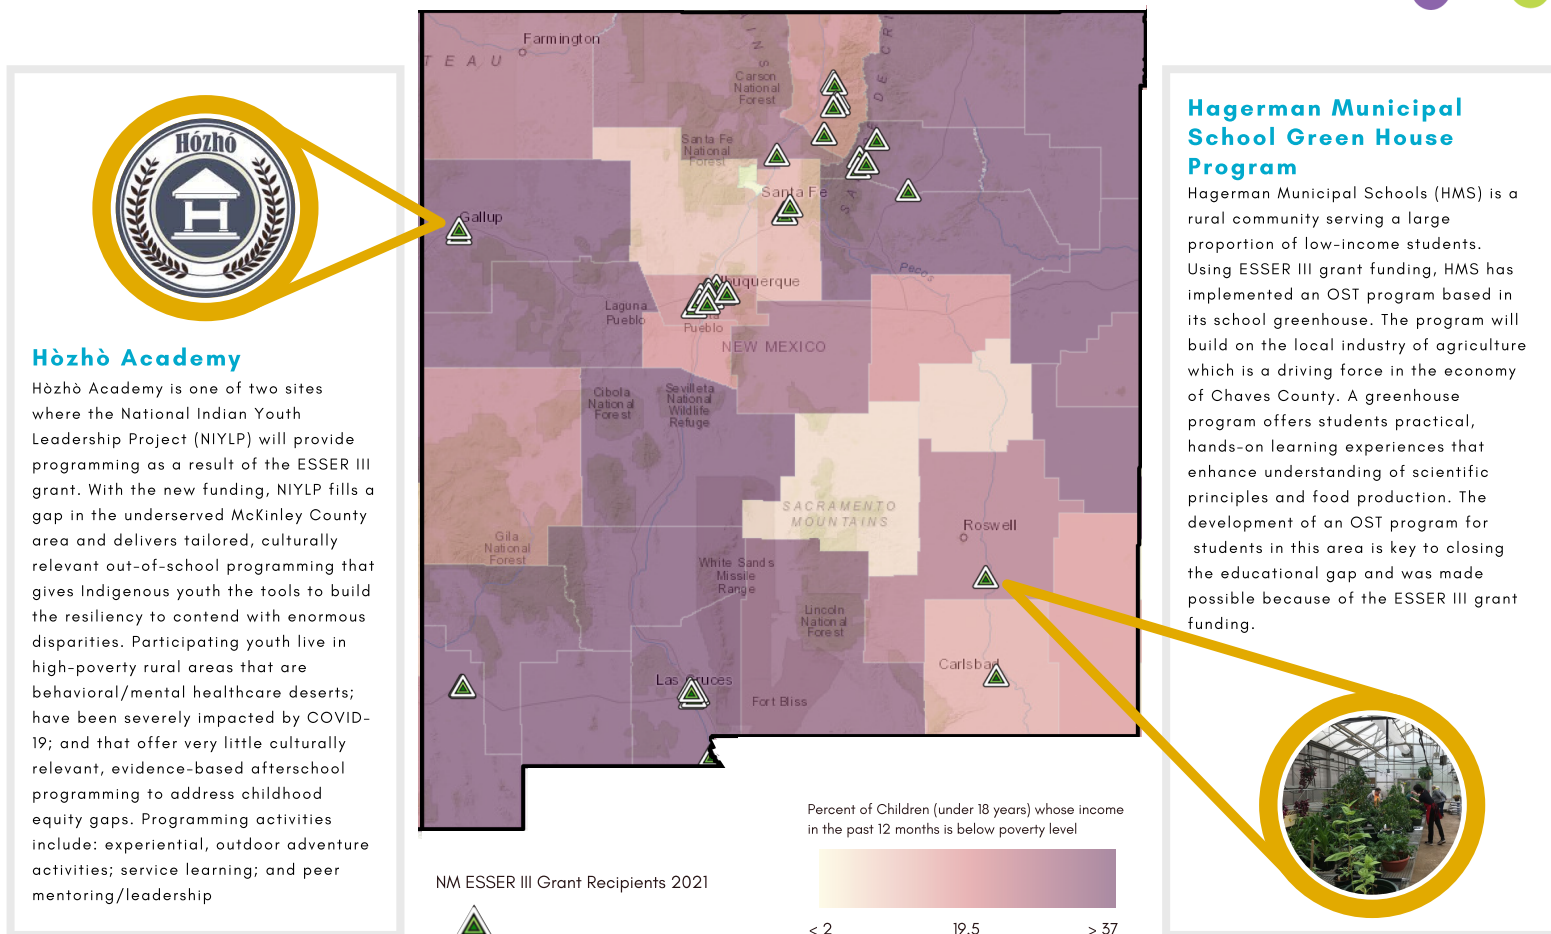 Hózhó
Hòzhò Academy
Hòzhò Academy is one of two sites
where the National Indian Youth
Leadership Project (NIYLP) will provide
programming as a result of the ESSER III
grant. With the new funding, NIYLP fills a
gap in the underserved McKinley County
area and delivers tailored, culturally
relevant out-of-school programming that
gives Indigenous youth the tools to build
the resiliency to contend with enormous
disparities. Participating youth live in
high-poverty rural areas that are
behavioral/mental healthcare deserts;
have been severely impacted by COVID-
19; and that offer very little culturally
relevant, evidence-based afterschool
programming to address childhood
equity gaps. Programming activities
include: experiential, outdoor adventure
activities; service learning; and peer
mentoring/leadership
Farmington
TEAU
Carson
National
Forest
DE CRI
Santa Fe
National
Forest
Santa Fe
SA
Gallup
Pecos
buquerque
Laguna
Pueblo
Pueblo
NEW MEXICO
Cibola
National
Forest
Sevilleta
National
Wildlife
Refuge
SACRAMENTO
MOUNTAINS
Roswell
Gila
National
Forest
White Sands
Missile
Range
Lincoln
National
Forest
Carlsbad
Las Cruces
Fort Bliss
Percent of Children (under 18 years) whose income
in the past 12 months is below poverty level
NM ESSER III Grant Recipients 2021
< 2 19.5 > 37
Hagerman Municipal
School Green House
Program
Hagerman Municipal Schools (HMS) is a
rural community serving a large
proportion of low-income students.
Using ESSER III grant funding, HMS has
implemented an OST program based in
its school greenhouse. The program will
build on the local industry of agriculture
which is a driving force in the economy
of Chaves County. A greenhouse
program offers students practical,
hands-on learning experiences that
enhance understanding of scientific
principles and food production. The
development of an OST program for
students in this area is key to closing
the educational gap and was made
possible because of the ESSER III grant
funding.